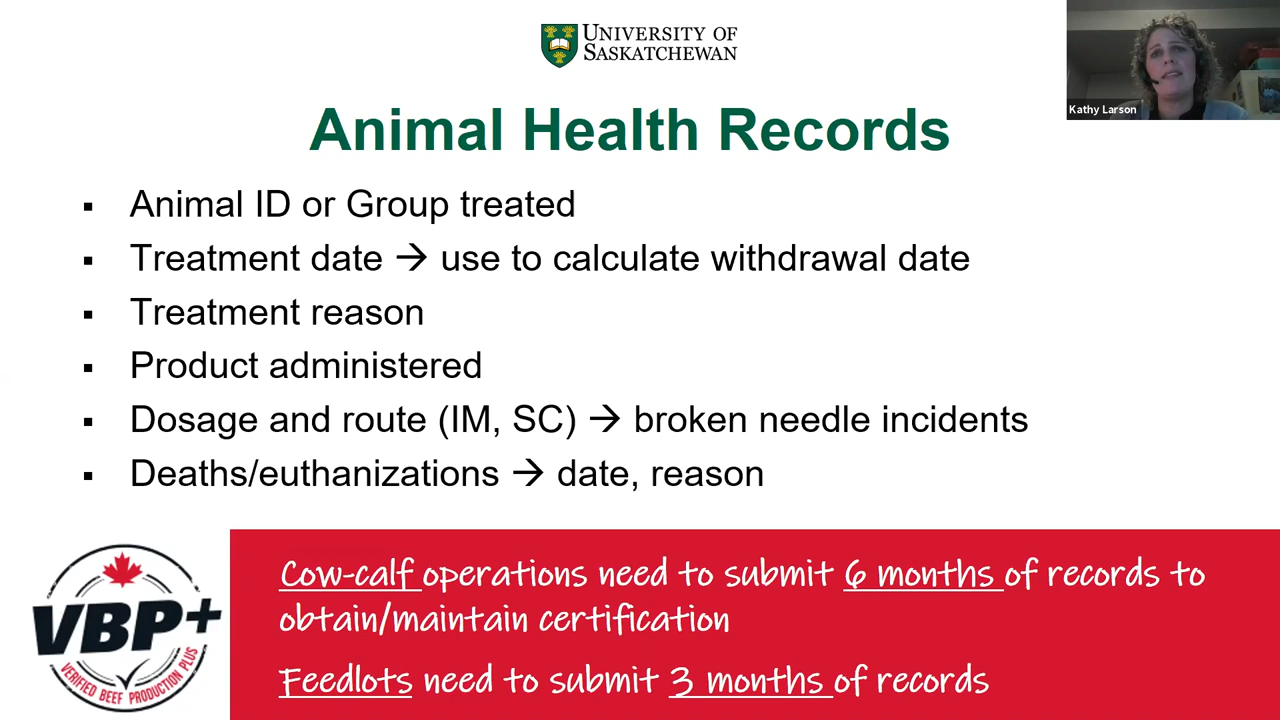 UNIVERSITY OF
SASKATCHEWAN
Kathy Larson
Animal Health Records
▪ Animal ID or Group treated
▪ Treatment date → use to calculate withdrawal date
▪ Treatment reason
▪ Product administered
▪ Dosage and route (IM, SC) → broken needle incidents
▪ Deaths/euthanizations → date, reason
VBP+
VERIFIED BEEF PRODUCTION PLUS
Cow-calf operations need to submit 6 months of records to
obtain/maintain certification
Feedlots need to submit 3 months of records